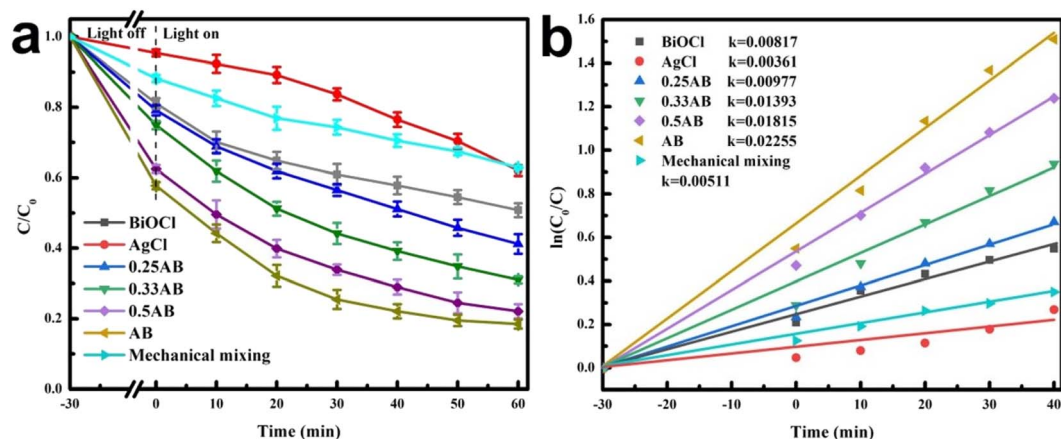 a
Light off
Light on
C/C0
1.0
0.8
0.6
0.4
0.2
0.0
BiOCl
AgCl
0.25AB
0.33AB
0.5AB
AB
Mechanical mixing
-30 0 10 20 30 40 50 60
Time (min)
b
ln(C0/C)
1.6
1.4
1.2
1.0
0.8
0.6
0.4
0.2
0.0
BiOCl k=0.00817
AgCl k=0.00361
0.25AB k=0.00977
0.33AB k=0.01393
0.5AB k=0.01815
AB k=0.02255
Mechanical mixing
k=0.00511
-30 -20 -10 0 10 20 30 40
Time (min)